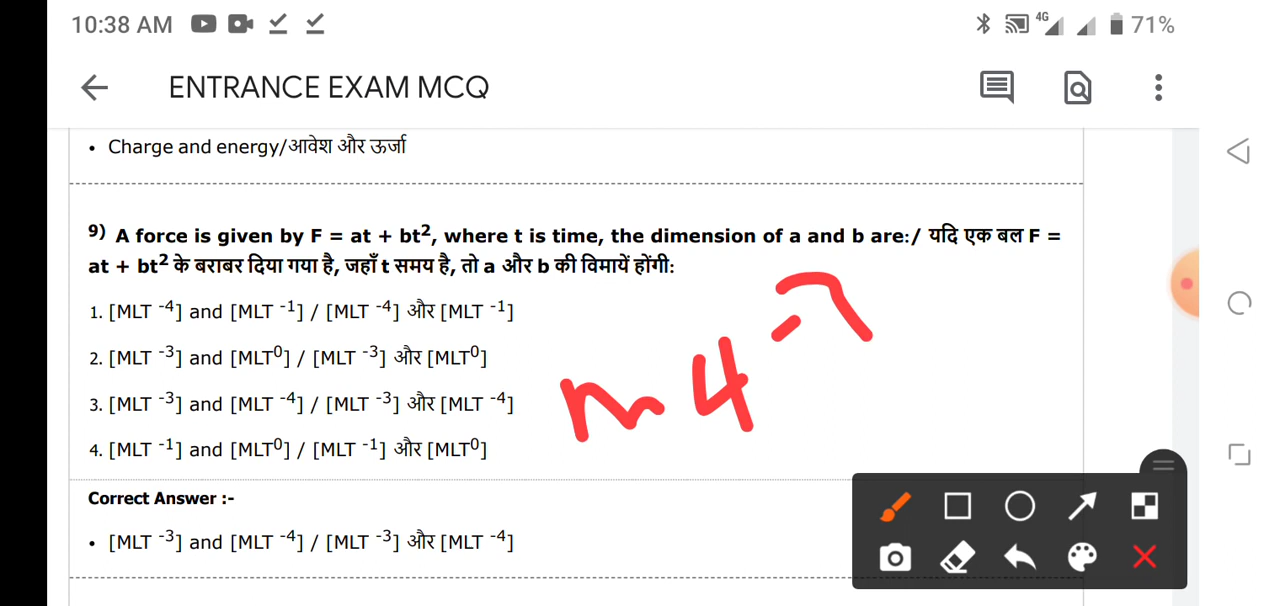 10:38 AM 4G 71%
ENTRANCE EXAM MCQ
• Charge and energy/आवेश और ऊर्जा
9) A force is given by F = at + bt², where t is time, the dimension of a and b are:/ यदि एक बल F =
at + bt² के बराबर दिया गया है, जहाँ t समय है, तो a और b की विमायें होंगी:
1. [MLT ⁻⁴] and [MLT ⁻¹] / [MLT ⁻⁴] और [MLT ⁻¹]
2. [MLT ⁻³] and [MLT⁰] / [MLT ⁻³] और [MLT⁰]
3. [MLT ⁻³] and [MLT ⁻⁴] / [MLT ⁻³] और [MLT ⁻⁴]
4. [MLT ⁻¹] and [MLT⁰] / [MLT ⁻¹] और [MLT⁰]
Correct Answer :-
• [MLT ⁻³] and [MLT ⁻⁴] / [MLT ⁻³] और [MLT ⁻⁴]